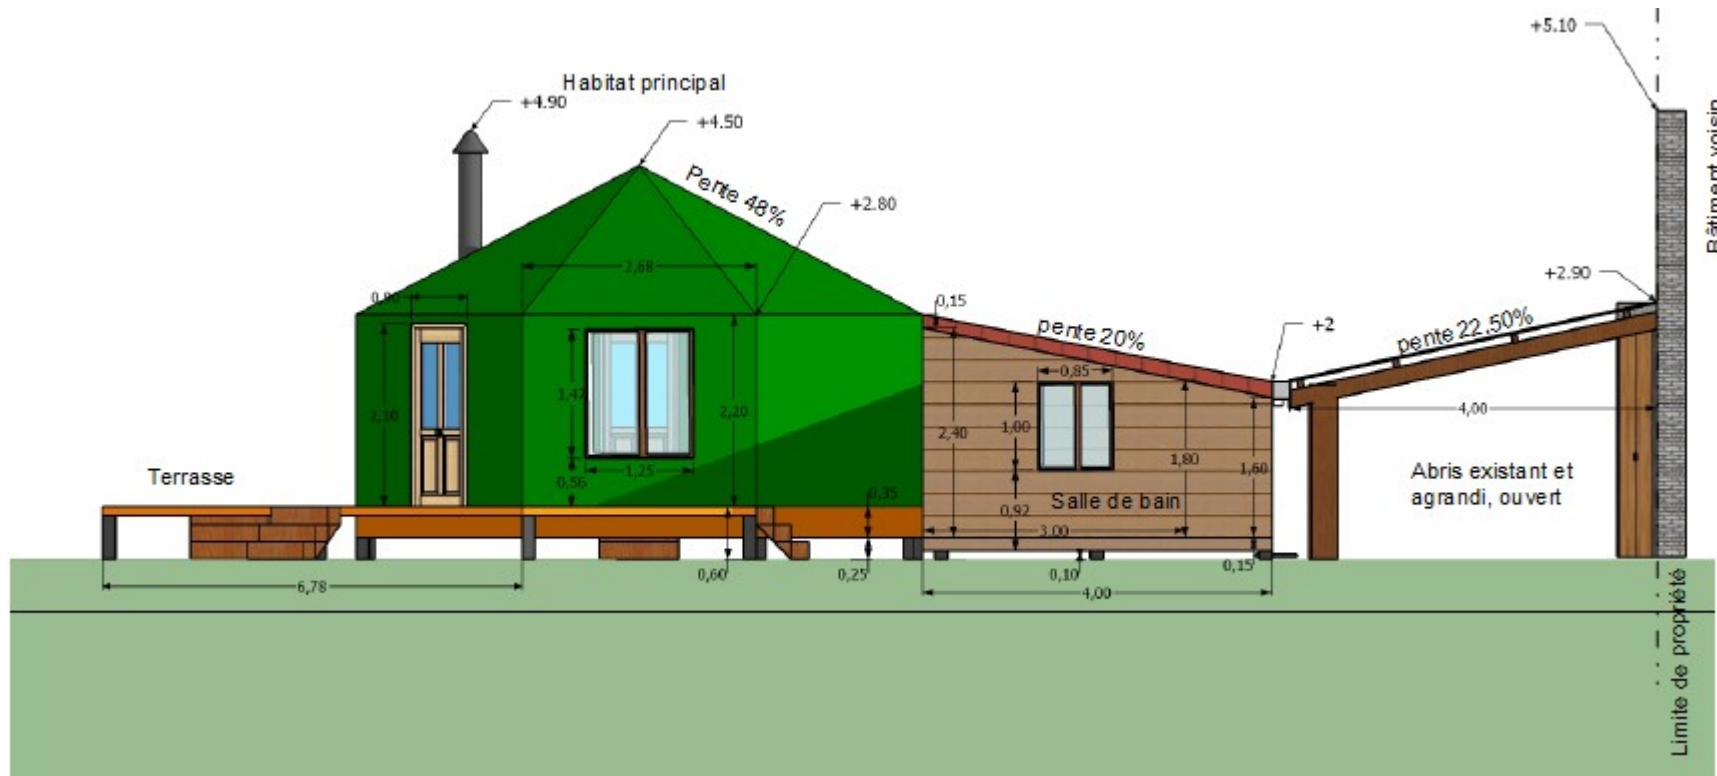 +5.10
Habitat principal
+4.90
+4.50
Bâtiment voisin
Pente 48%
+2.80
+2.90
2,68
0,80
0,15
pente 20%
+2
pente 22,50%
0,85
2,10
1,47
2,20
2,40
1,00
4,00
1,25
1,80
1,60
Terrasse
0,56
Abris existant et
agrandi, ouvert
0,35
Salle de bain
0,92
3,00
0,60
0,25
0,10
0,15
6,78
4,00
Limite de propriété